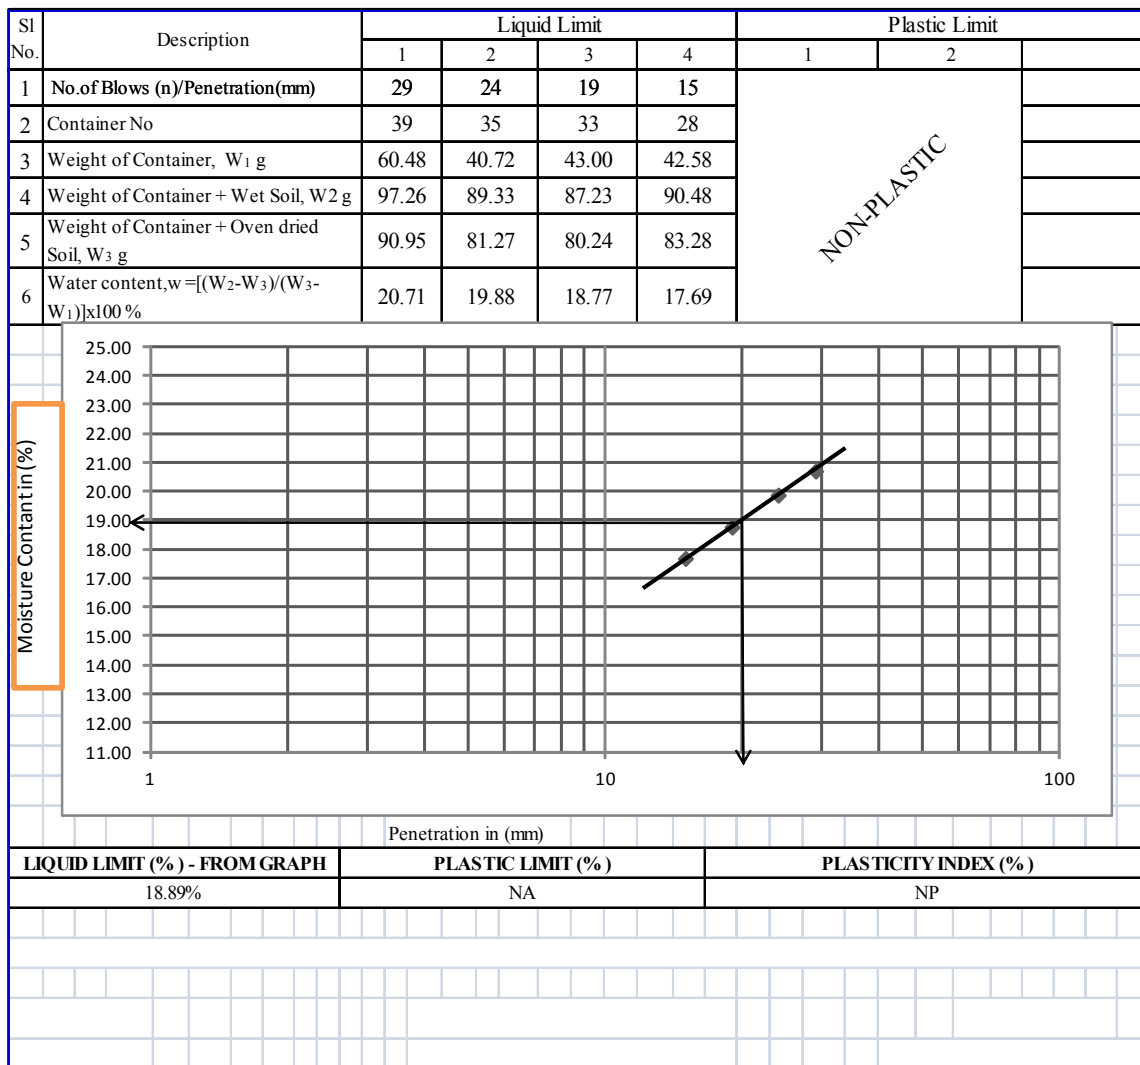 Sl No. Description Liquid Limit Plastic Limit
1 2 3 4 1 2
1 No.of Blows (n)/Penetration(mm) 29 24 19 15
2 Container No 39 35 33 28
3 Weight of Container, W1 g 60.48 40.72 43.00 42.58
4 Weight of Container + Wet Soil, W2 g 97.26 89.33 87.23 90.48
5 Weight of Container + Oven dried
Soil, W3 g 90.95 81.27 80.24 83.28
6 Water content,w =[(W2-W3)/(W3-
W1)]x100 % 20.71 19.88 18.77 17.69
NON-PLASTIC
25.00
24.00
23.00
22.00
21.00
20.00
19.00
18.00
17.00
16.00
15.00
14.00
13.00
12.00
11.00
Moisture Contant in (%)
1 10 100
Penetration in (mm)
LIQUID LIMIT (% ) - FROM GRAPH PLASTIC LIMIT (% ) PLASTICITY INDEX (% )
18.89% NA NP